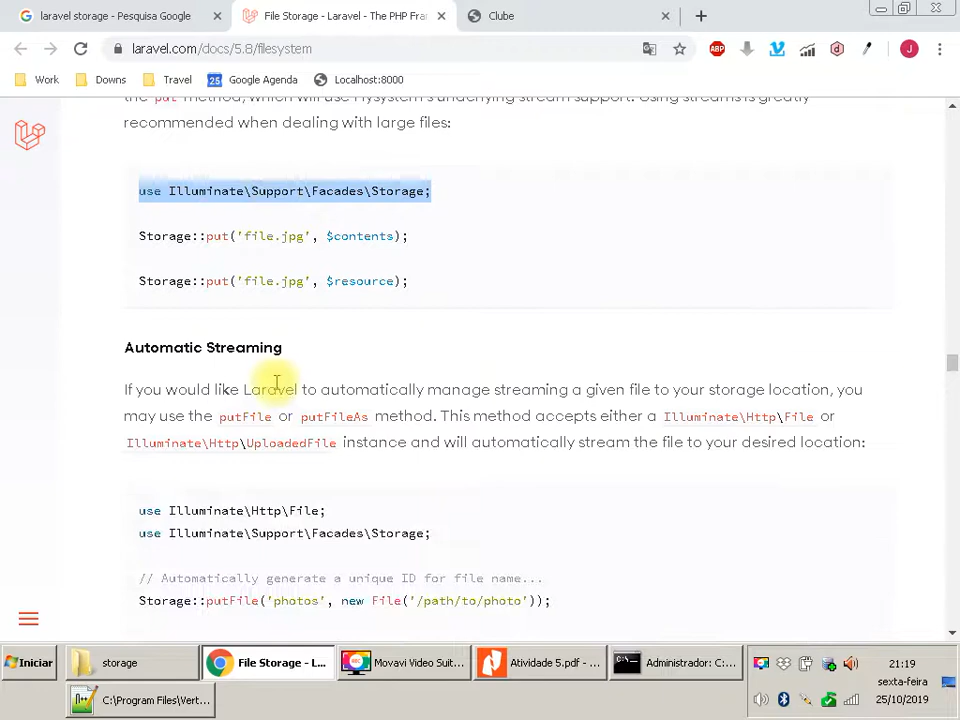 laravel storage - Pesquisa Google
File Storage - Laravel - The PHP Fra
Clube
laravel.com/docs/5.8/filesystem
ABP
J
Work
Downs
Travel
25 Google Agenda
Localhost:8000
recommended when dealing with large files:
use Illuminate\Support\Facades\Storage;
Storage::put('file.jpg', $contents);
Storage::put('file.jpg', $resource);
Automatic Streaming
If you would like Laravel to automatically manage streaming a given file to your storage location, you
may use the putFile or putFileAs method. This method accepts either a Illuminate\Http\File or
Illuminate\Http\UploadedFile instance and will automatically stream the file to your desired location:
use Illuminate\Http\File;
use Illuminate\Support\Facades\Storage;
// Automatically generate a unique ID for file name...
Storage::putFile('photos', new File('/path/to/photo'));
Iniciar
storage
File Storage - L...
Movavi Video Suit...
Atividade 5.pdf - ...
Administrador: C:...
21:19
sexta-feira
25/10/2019
C:\Program Files\Vert...